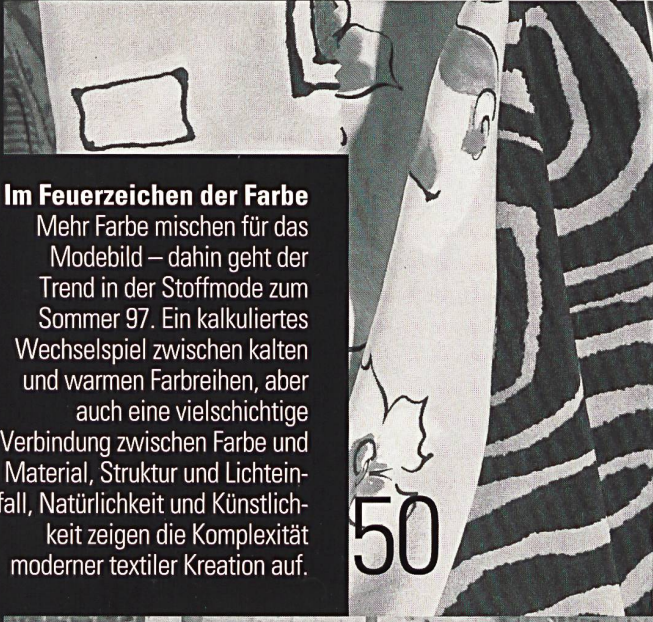 Im Feuerzeichen der Farbe
Mehr Farbe mischen für das
Modebild – dahin geht der
Trend in der Stoffmode zum
Sommer 97. Ein kalkuliertes
Wechselspiel zwischen kalten
und warmen Farbreihen, aber
auch eine vielschichtige
Verbindung zwischen Farbe und
Material, Struktur und Lichtein-
fall, Natürlichkeit und Künstlich-
keit zeigen die Komplexität
moderner textiler Kreation auf.
50